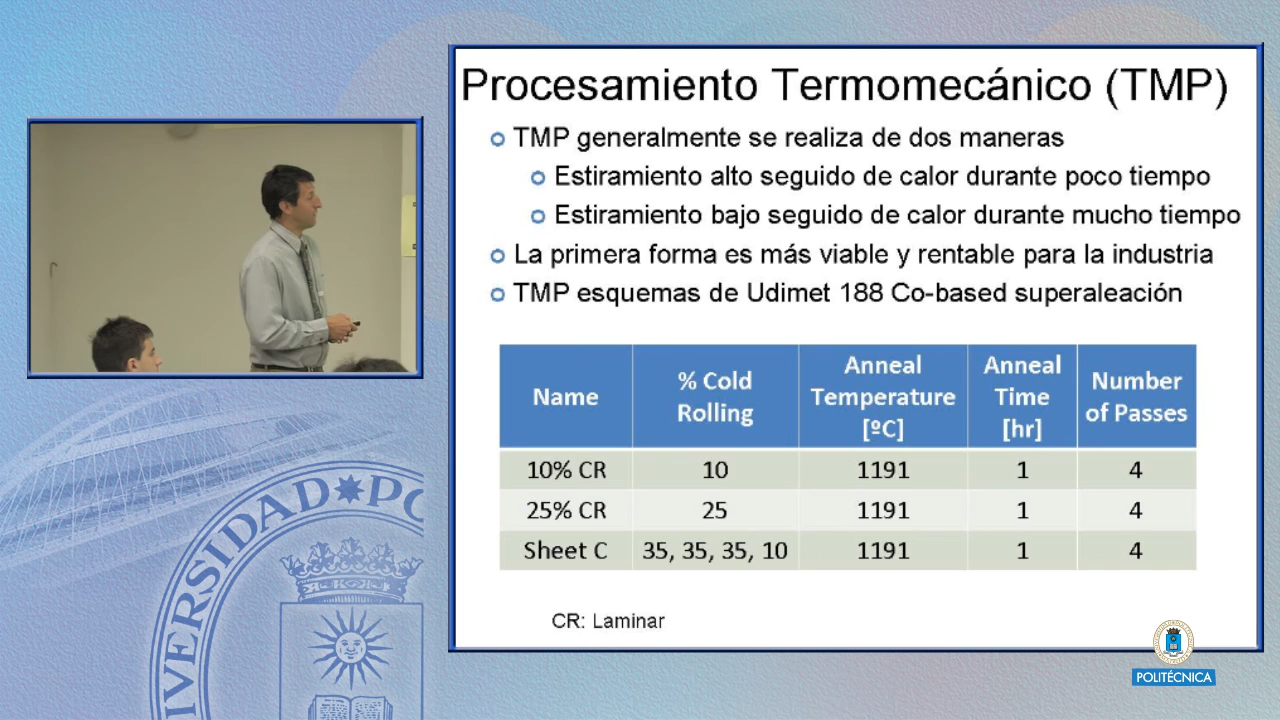 Procesamiento Termomecánico (TMP)
TMP generalmente se realiza de dos maneras
Estiramiento alto seguido de calor durante poco tiempo
Estiramiento bajo seguido de calor durante mucho tiempo
La primera forma es más viable y rentable para la industria
TMP esquemas de Udimet 188 Co-based superaleación
Name % Cold Rolling Anneal Temperature [ºC] Anneal Time [hr] Number of Passes
10% CR 10 1191 1 4
25% CR 25 1191 1 4
Sheet C 35, 35, 35, 10 1191 1 4
CR: Laminar
POLITÉCNICA
VERSIDAD PO